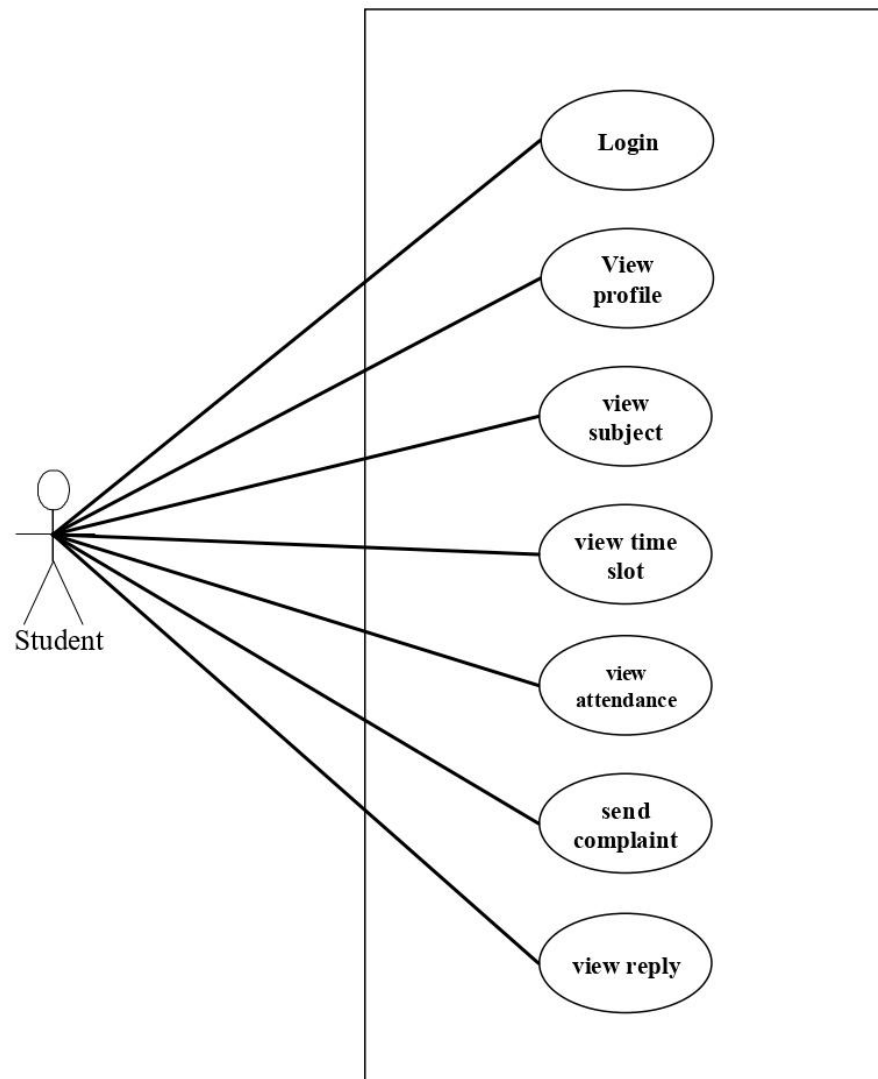 Login
View
profile
view
subject
view time
slot
Student
view
attendance
send
complaint
view reply